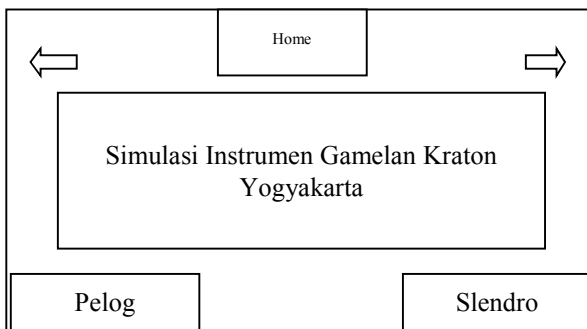 Home
Simulasi Instrumen Gamelan Kraton
Yogyakarta
Pelog
Slendro